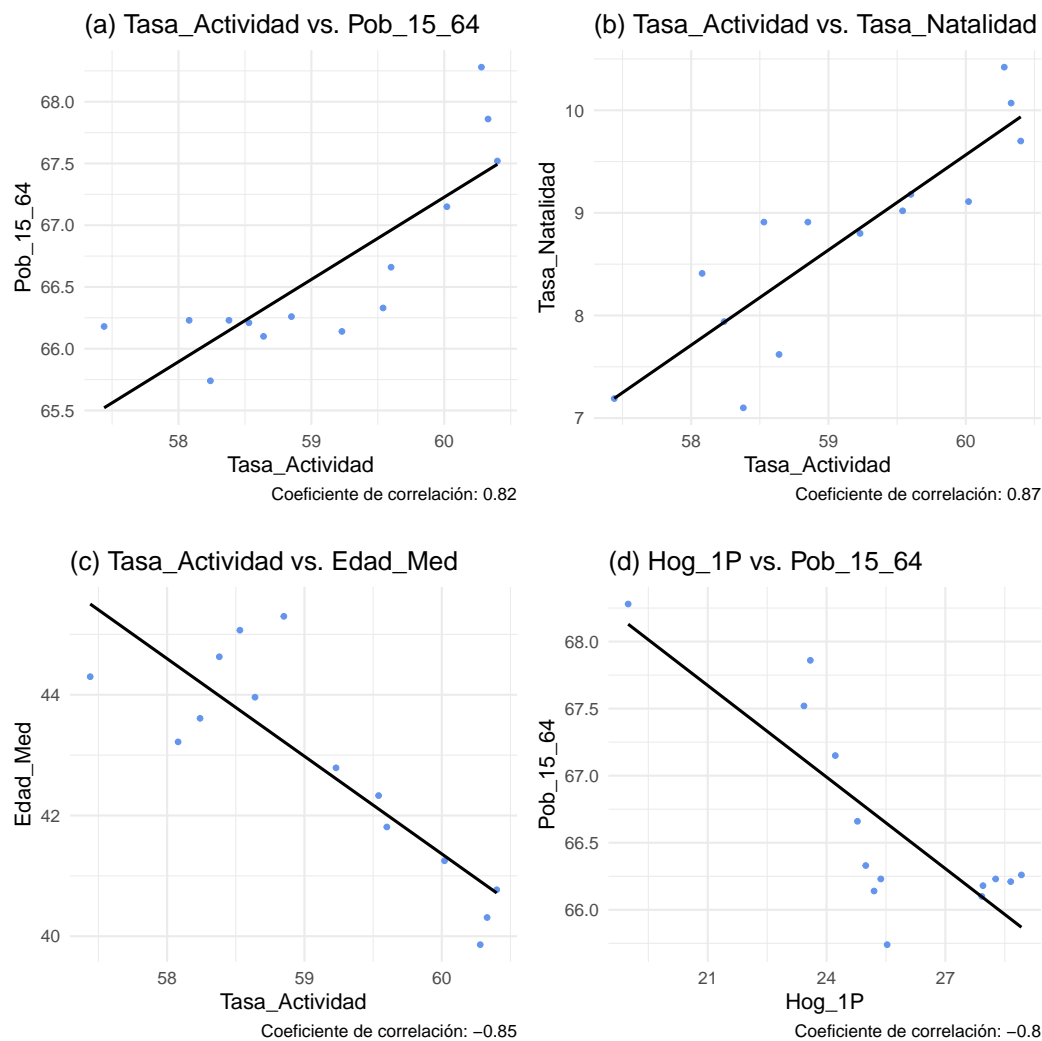 (a) Tasa_Actividad vs. Pob_15_64
68.0
67.5
67.0
66.5
66.0
65.5
Pob_15_64
58 59 60
Tasa_Actividad
Coeficiente de correlación: 0.82
(b) Tasa_Actividad vs. Tasa_Natalidad
10
9
8
7
Tasa_Natalidad
58 59 60
Tasa_Actividad
Coeficiente de correlación: 0.87
(c) Tasa_Actividad vs. Edad_Med
44
42
40
Edad_Med
58 59 60
Tasa_Actividad
Coeficiente de correlación: −0.85
(d) Hog_1P vs. Pob_15_64
68.0
67.5
67.0
66.5
66.0
Pob_15_64
21 24 27
Hog_1P
Coeficiente de correlación: −0.8